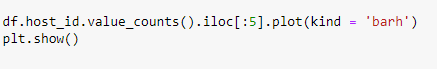 df.host_id.value_counts().iloc[:5].plot(kind = 'barh')
plt.show()